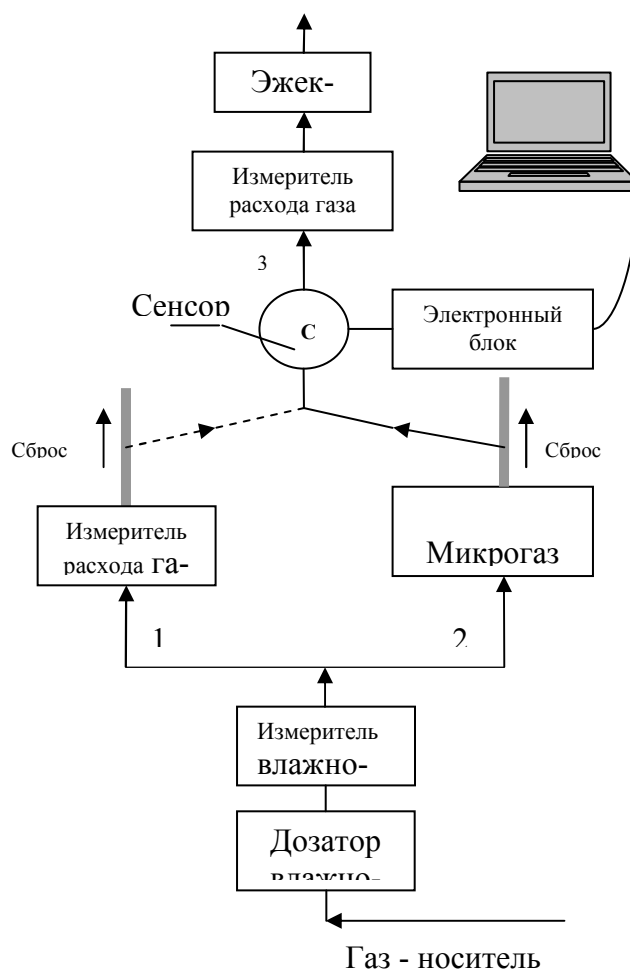 Эжек-
Измеритель
расхода газа
3
Сенсор
С
Электронный
блок
Сброс
Сброс
Измеритель
расхода га-
Микрогаз
1
2
Измеритель
влажно-
Дозатор
влажно-
Газ - носитель